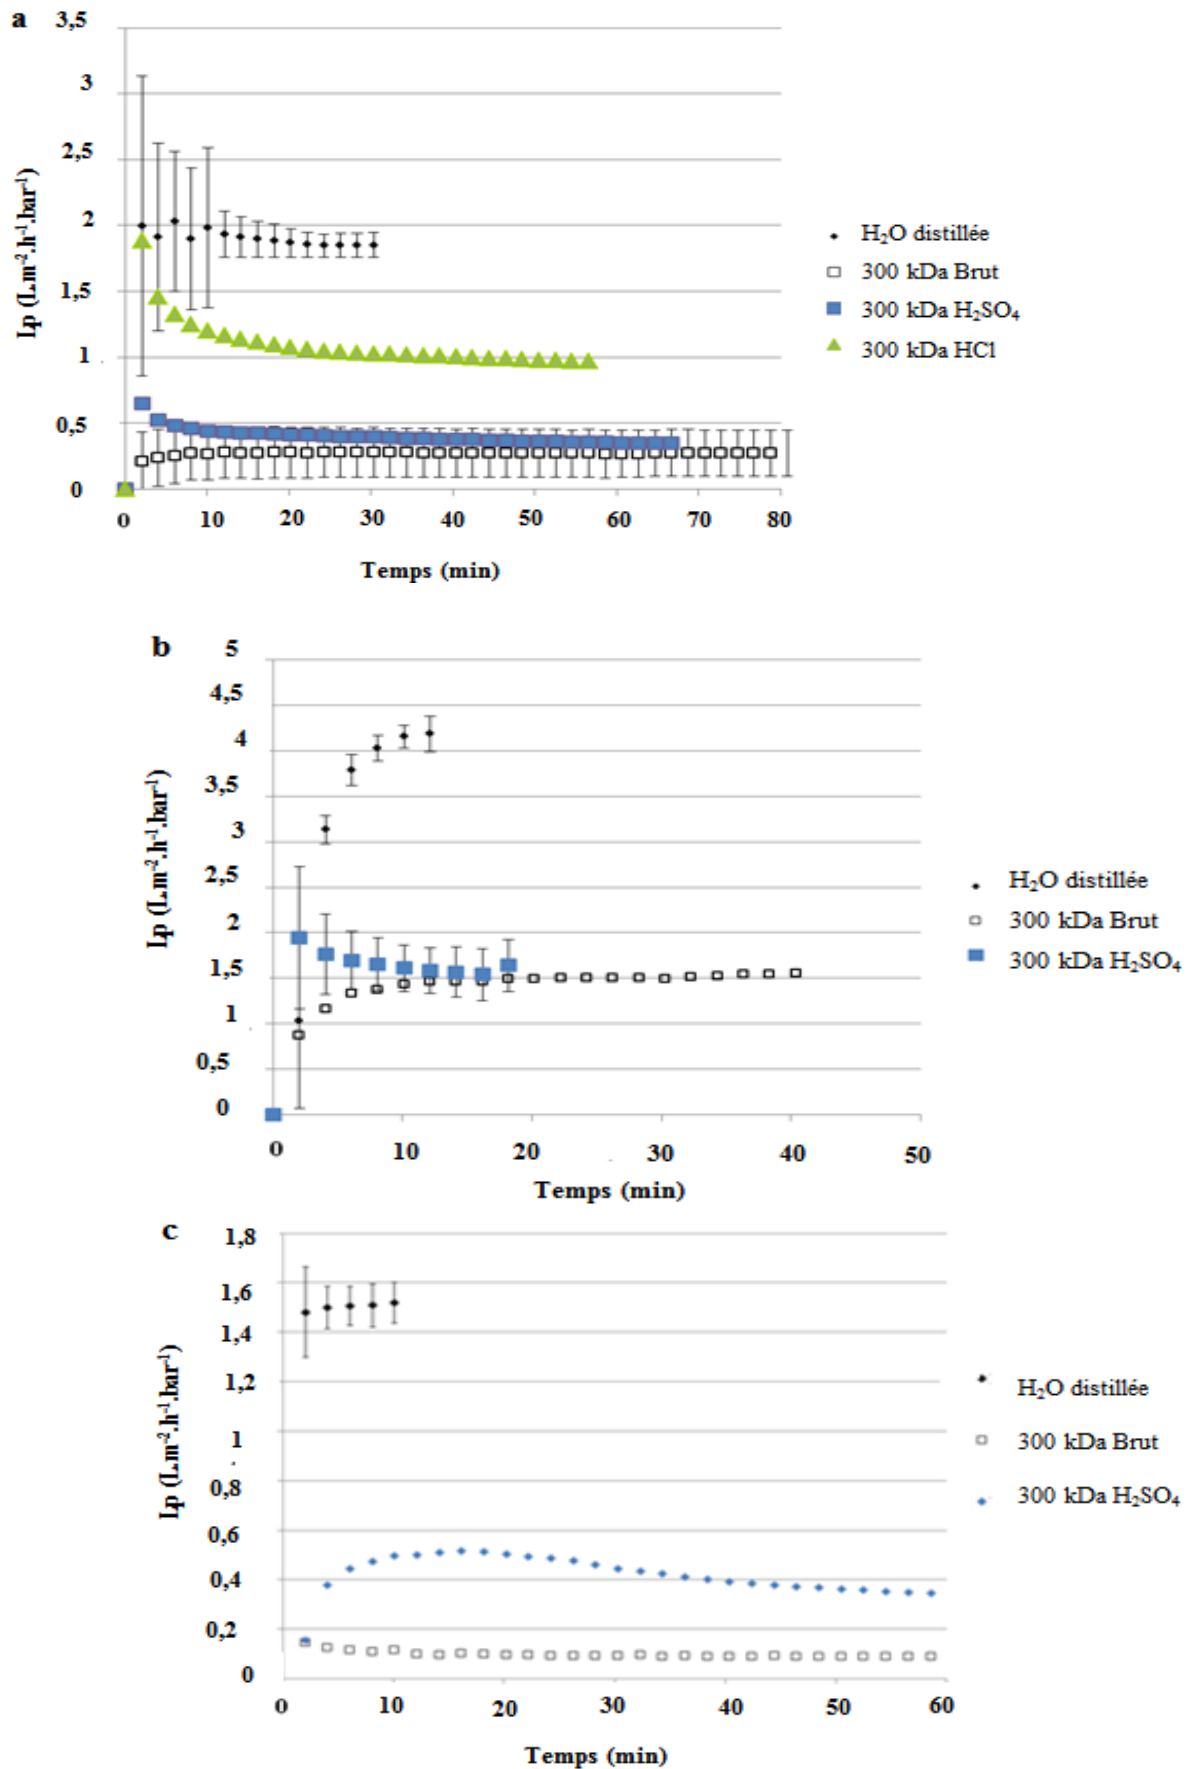 a
3,5
3
2,5
2
1,5
1
0,5
0
Lp (L.m⁻².h⁻¹.bar⁻¹)
0 10 20 30 40 50 60 70 80
Temps (min)
H₂O distillée
300 kDa Brut
300 kDa H₂SO₄
300 kDa HCl
b
5
4,5
4
3,5
3
2,5
2
1,5
1
0,5
0
Lp (L.m⁻².h⁻¹.bar⁻¹)
0 10 20 30 40 50
Temps (min)
H₂O distillée
300 kDa Brut
300 kDa H₂SO₄
c
1,8
1,6
1,4
1,2
1
0,8
0,6
0,4
0,2
0
Lp (L.m⁻².h⁻¹.bar⁻¹)
0 10 20 30 40 50 60
Temps (min)
H₂O distillée
300 kDa Brut
300 kDa H₂SO₄